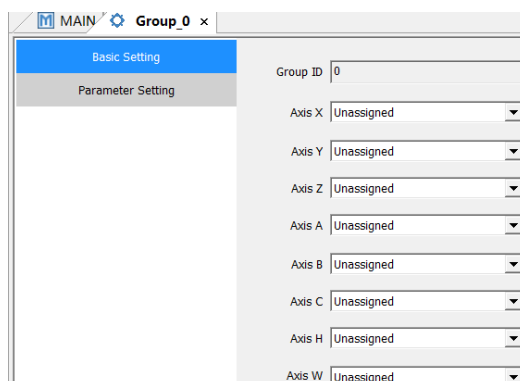 MAIN Group_0 ×
Basic Setting
Parameter Setting
Group ID 0
Axis X Unassigned
Axis Y Unassigned
Axis Z Unassigned
Axis A Unassigned
Axis B Unassigned
Axis C Unassigned
Axis H Unassigned
Axis W Unassigned